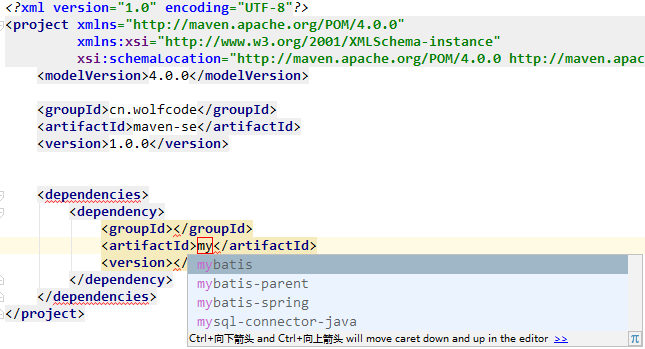 <?xml version="1.0" encoding="UTF-8"?>
<project xmlns="http://maven.apache.org/POM/4.0.0"
xmlns:xsi="http://www.w3.org/2001/XMLSchema-instance"
xsi:schemaLocation="http://maven.apache.org/POM/4.0.0 http://maven.apac
<modelVersion>4.0.0</modelVersion>
<groupId>cn.wolfcode</groupId>
<artifactId>maven-se</artifactId>
<version>1.0.0</version>
<dependencies>
<dependency>
<groupId></groupId>
<artifactId>my</artifactId>
<version></
mybatis
mybatis-parent
mybatis-spring
mysql-connector-java
Ctrl+向下箭头 and Ctrl+向上箭头 will move caret down and up in the editor >>
π
</dependency>
</dependencies>
</project>